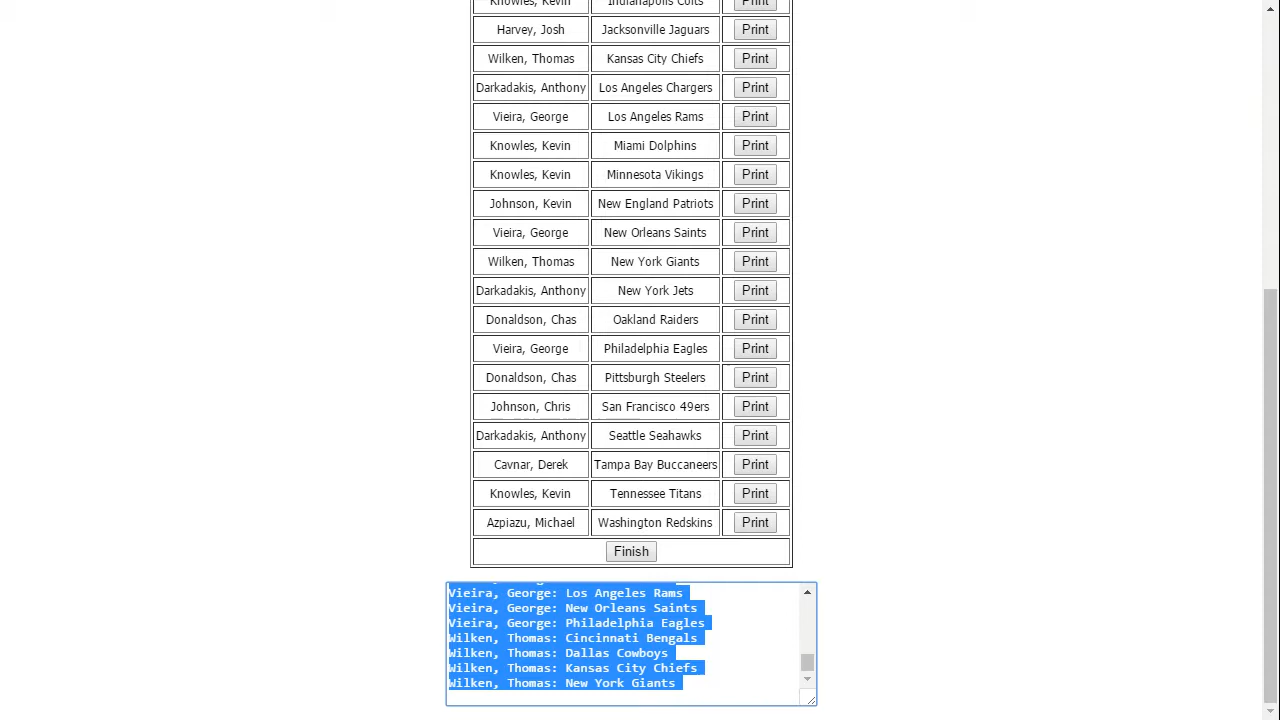 Knowles, Kevin Indianapolis Colts Print
Harvey, Josh Jacksonville Jaguars Print
Wilken, Thomas Kansas City Chiefs Print
Darkadakis, Anthony Los Angeles Chargers Print
Vieira, George Los Angeles Rams Print
Knowles, Kevin Miami Dolphins Print
Knowles, Kevin Minnesota Vikings Print
Johnson, Kevin New England Patriots Print
Vieira, George New Orleans Saints Print
Wilken, Thomas New York Giants Print
Darkadakis, Anthony New York Jets Print
Donaldson, Chas Oakland Raiders Print
Vieira, George Philadelphia Eagles Print
Donaldson, Chas Pittsburgh Steelers Print
Johnson, Chris San Francisco 49ers Print
Darkadakis, Anthony Seattle Seahawks Print
Cavnar, Derek Tampa Bay Buccaneers Print
Knowles, Kevin Tennessee Titans Print
Azpiazu, Michael Washington Redskins Print
Finish
Vieira, George: Los Angeles Rams
Vieira, George: New Orleans Saints
Vieira, George: Philadelphia Eagles
Wilken, Thomas: Cincinnati Bengals
Wilken, Thomas: Dallas Cowboys
Wilken, Thomas: Kansas City Chiefs
Wilken, Thomas: New York Giants